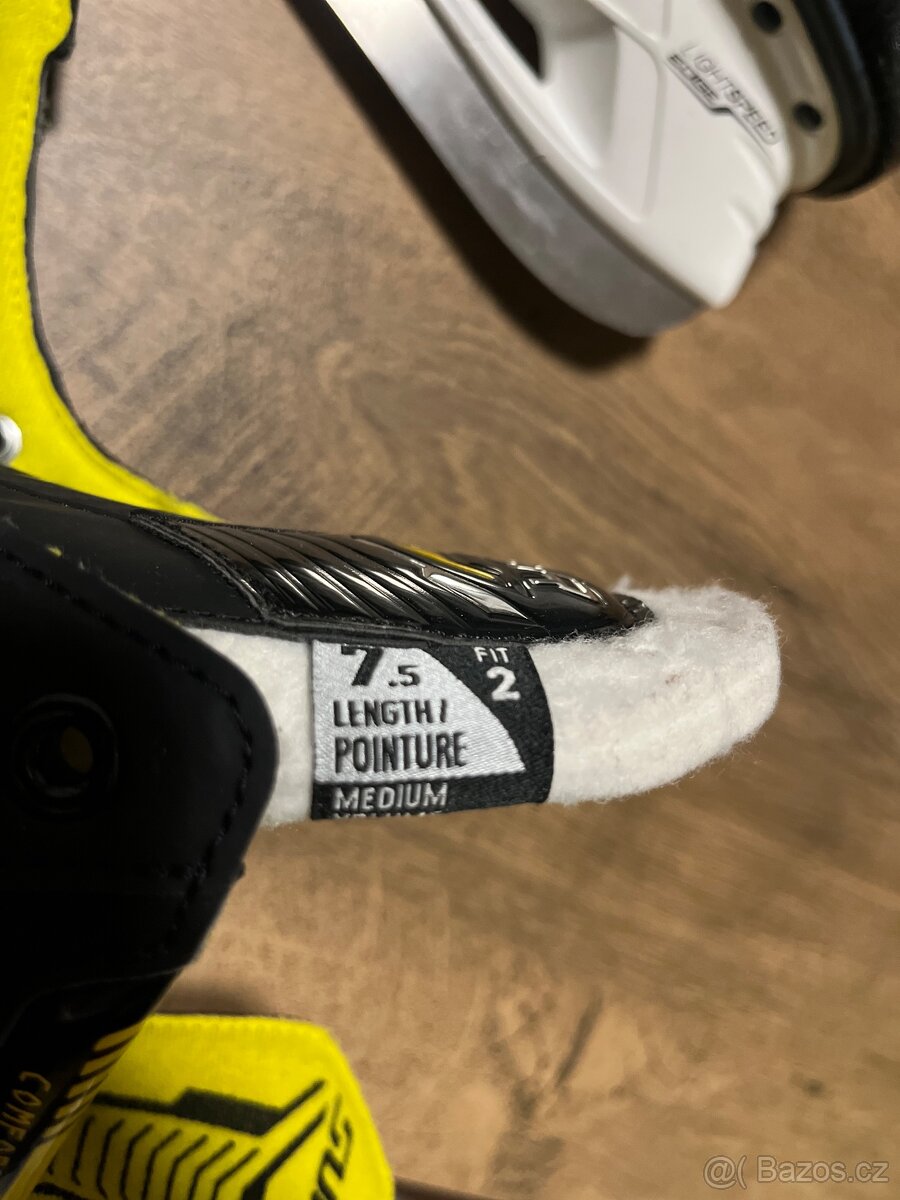 LIGHTSPEED
EDGE
7.5
FIT
2
LENGTH/
POINTURE
MEDIUM
@( Bazos.cz